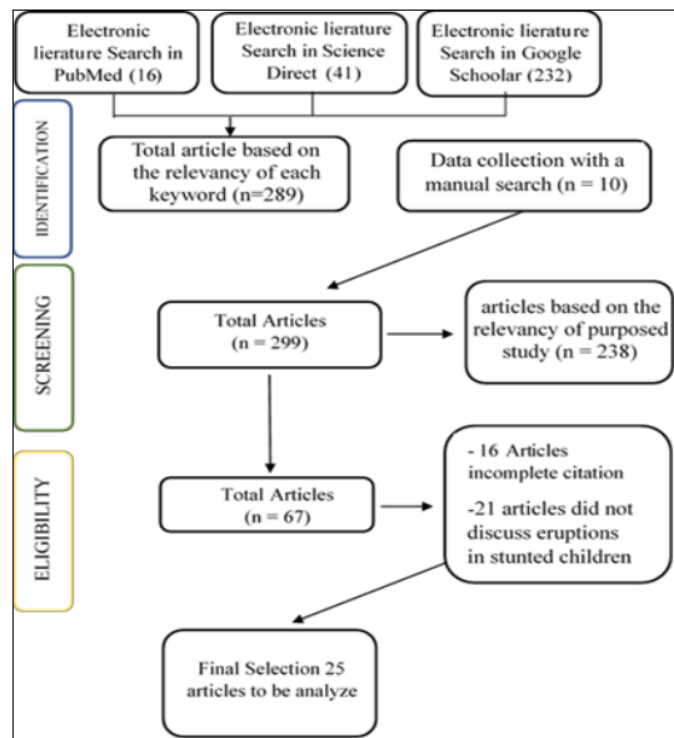 Electronic
lierature Search in
PubMed (16)
Electronic lierature
Search in Science
Direct (41)
Electronic lierature
Search in Google
Schoolar (232)
IDENTIFICATION
Total article based on
the relevancy of each
keyword (n=289)
Data collection with a
manual search (n = 10)
SCREENING
Total Articles
(n = 299)
articles based on the
relevancy of purposed
study (n = 238)
ELIGIBILITY
Total Articles
(n = 67)
- 16 Articles
incomplete citation
-21 articles did not
discuss eruptions
in stunted children
Final Selection 25
articles to be analyze